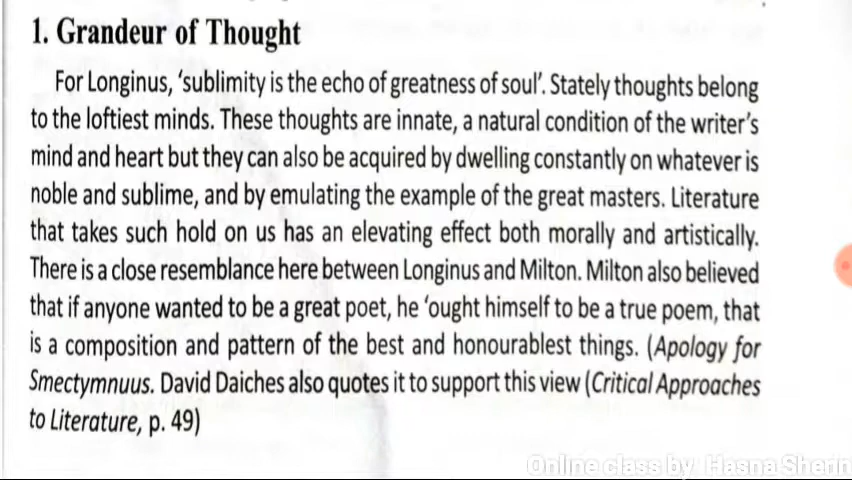 1. Grandeur of Thought
For Longinus, 'sublimity is the echo of greatness of soul'. Stately thoughts belong
to the loftiest minds. These thoughts are innate, a natural condition of the writer's
mind and heart but they can also be acquired by dwelling constantly on whatever is
noble and sublime, and by emulating the example of the great masters. Literature
that takes such hold on us has an elevating effect both morally and artistically.
There is a close resemblance here between Longinus and Milton. Milton also believed
that if anyone wanted to be a great poet, he 'ought himself to be a true poem, that
is a composition and pattern of the best and honourablest things. (Apology for
Smectymnuus. David Daiches also quotes it to support this view (Critical Approaches
to Literature, p. 49)
Online class by Hasna Sherin